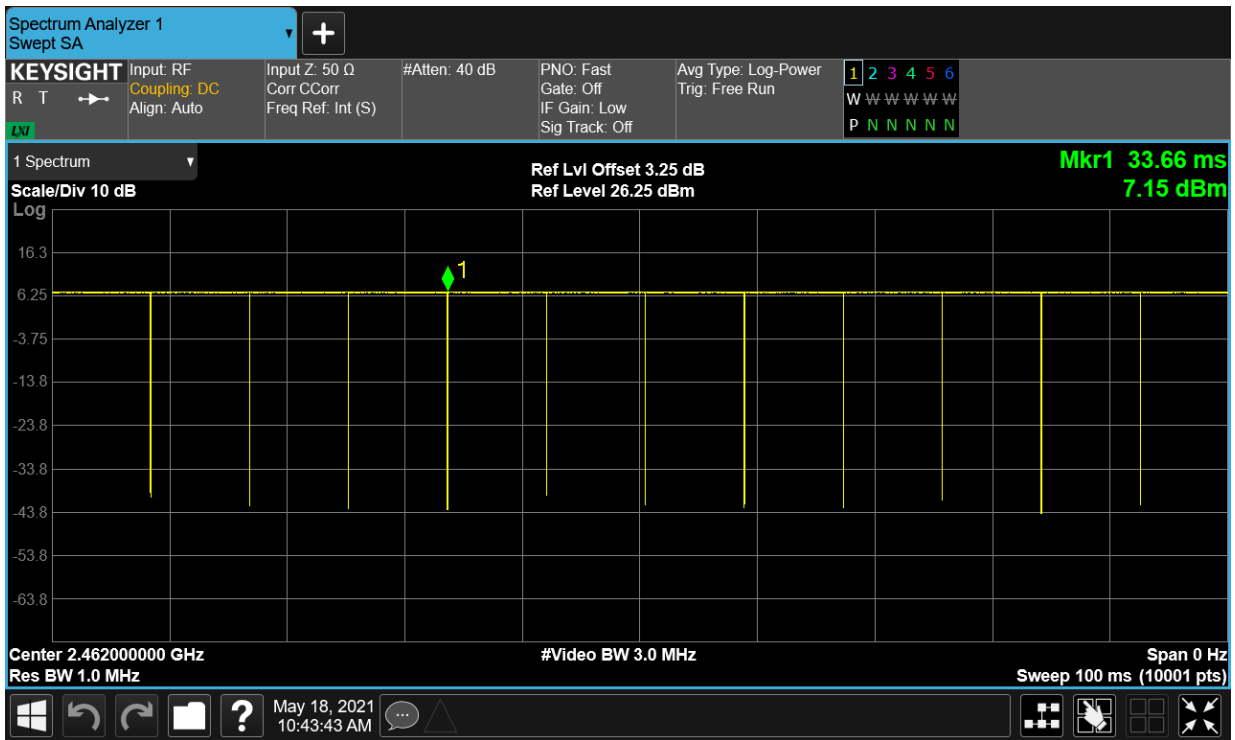 Spectrum Analyzer 1
Swept SA
KEYSIGHT
R T
LXI
Input: RF
Coupling: DC
Align: Auto
Input Z: 50 Ω
Corr CCorr
Freq Ref: Int (S)
#Atten: 40 dB
PNO: Fast
Gate: Off
IF Gain: Low
Sig Track: Off
Avg Type: Log-Power
Trig: Free Run
1 2 3 4 5 6
W W W W W W
P N N N N N
1 Spectrum
Scale/Div 10 dB
Log
Ref Lvl Offset 3.25 dB
Ref Level 26.25 dBm
Mkr1 33.66 ms
7.15 dBm
16.3
6.25
-3.75
-13.8
-23.8
-33.8
-43.8
-53.8
-63.8
1
Center 2.462000000 GHz
Res BW 1.0 MHz
#Video BW 3.0 MHz
Span 0 Hz
Sweep 100 ms (10001 pts)
?
May 18, 2021
10:43:43 AM